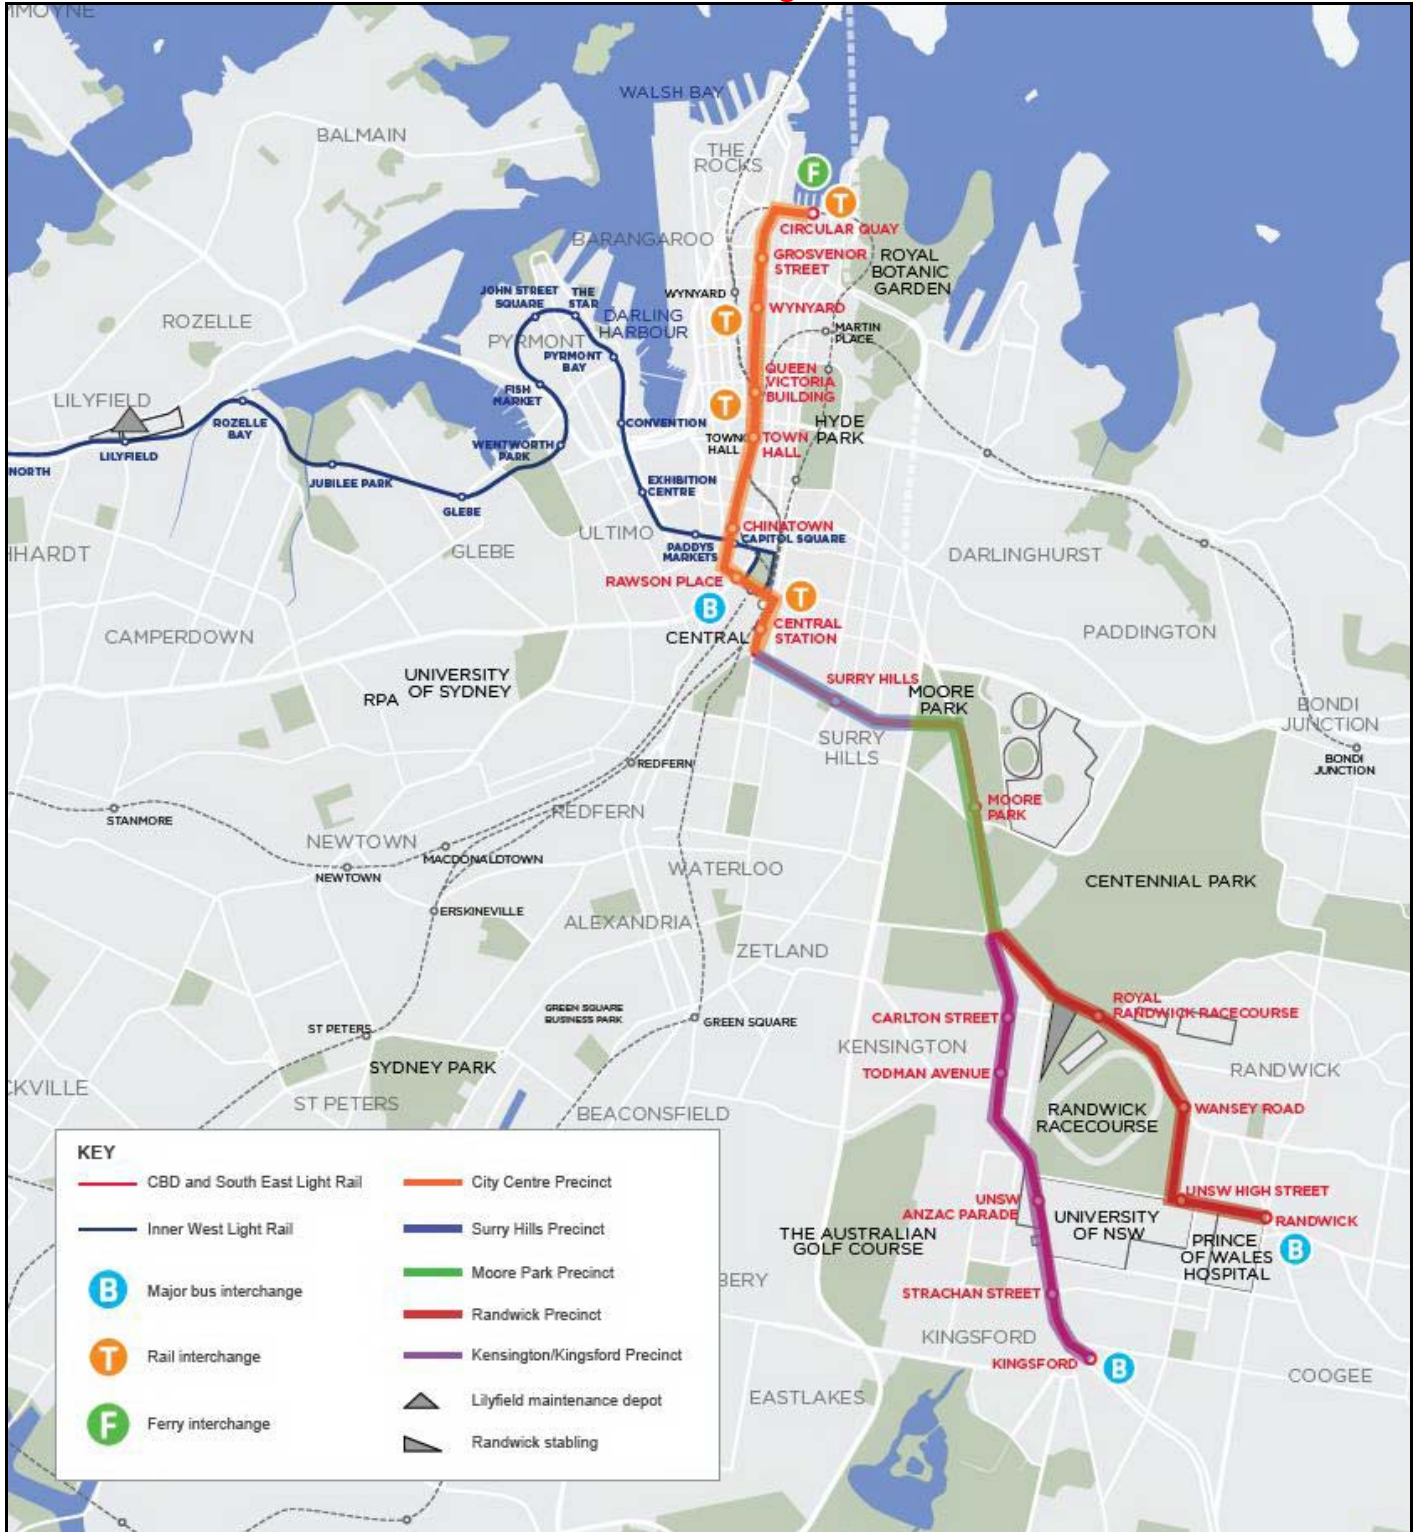 MMOYNE
WALSH BAY
BALMAIN
THE
ROCKS
F
T
CIRCULAR QUAY
BARANGAROO
GROSVENOR
STREET
ROYAL
BOTANIC
GARDEN
JOHN STREET
SQUARE
THE
STAR
WYNYARD
WYNYARD
DARLING
HARBOUR
T
ROZELLE
PYRMONT
MARTIN
PLACE
PYRMONT
BAY
QUEEN
VICTORIA
BUILDING
FISH
MARKET
LILYFIELD
T
HYDE
PARK
ROZELLE
BAY
CONVENTION
TOWN
HALL
TOWN
HALL
WENTWORTH
PARK
LILYFIELD
NORTH
JUBILEE PARK
EXHIBITION
CENTRE
GLEBE
CHINATOWN
ULTIMO
CAPITOL SQUARE
PADDYS
MARKETS
HHARDT
GLEBE
DARLINGHURST
RAWSON PLACE
T
B
CENTRAL
STATION
CENTRAL
CAMPERDOWN
PADDINGTON
UNIVERSITY
OF SYDNEY
RPA
SURRY HILLS
MOORE
PARK
BONDI
JUNCTION
SURRY
HILLS
BONDI
JUNCTION
REDFERN
MOORE
PARK
STANMORE
REDFERN
NEWTOWN
MACDONALDTOWN
NEWTOWN
WATERLOO
CENTENNIAL PARK
ERSKINEVILLE
ALEXANDRIA
ZETLAND
GREEN SQUARE
BUSINESS PARK
GREEN SQUARE
ST PETERS
CARLTON STREET
ROYAL
RANDWICK RACECOURSE
KENSINGTON
SYDNEY PARK
TODMAN AVENUE
RANDWICK
CKVILLE
ST PETERS
BEACONSFIELD
RANDWICK
RACECOURSE
WANSEY ROAD
UNSW
ANZAC PARADE
UNSW HIGH STREET
UNIVERSITY
OF NSW
RANDWICK
THE AUSTRALIAN
GOLF COURSE
PRINCE
OF WALES
HOSPITAL
B
BERY
STRACHAN STREET
KINGSFORD
KINGSFORD
B
COOGEE
EASTLAKES
KEY
CBD and South East Light Rail
Inner West Light Rail
B
Major bus interchange
T
Rail interchange
F
Ferry interchange
City Centre Precinct
Surry Hills Precinct
Moore Park Precinct
Randwick Precinct
Kensington/Kingsford Precinct
Lilyfield maintenance depot
Randwick stabling